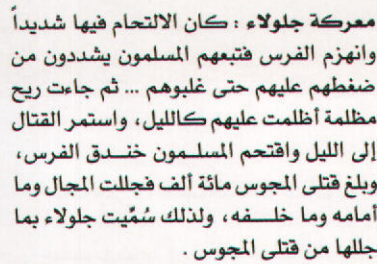 معركة جلولاء : كان الالتحام فيها شديداً
وانهزم الفرس فتبعهم المسلمون يشددون من
ضغطهم عليهم حتى غلبوهم ... ثم جاءت ريح
مظلمة أظلمت عليهم كالليل، واستمر القتال
إلى الليل واقتحم المسلمون خندق الفرس،
وبلغ قتلى المجوس مائة ألف فجللت المجال وما
أمامه وما خلفه، ولذلك سُمِّيت جلولاء بما
جللها من قتلى المجوس .